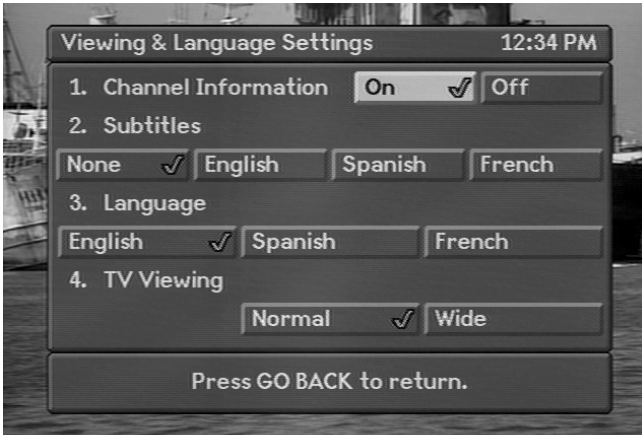 Viewing & Language Settings 12:34 PM
1. Channel Information On Off
2. Subtitles
None English Spanish French
3. Language
English Spanish French
4. TV Viewing
Normal Wide
Press GO BACK to return.